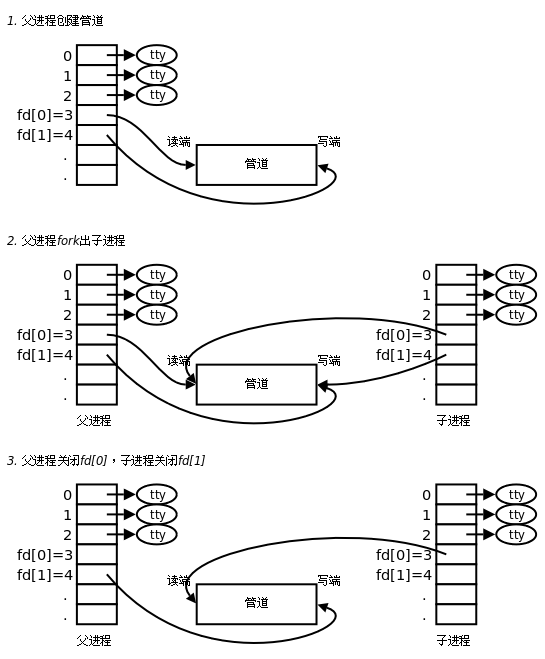 1. 父进程创建管道
0 tty
1 tty
2 tty
fd[0]=3
fd[1]=4 读端 写端
. 管道
.
2. 父进程fork出子进程
0 tty 0 tty
1 tty 1 tty
2 tty 2 tty
fd[0]=3 fd[0]=3
fd[1]=4 读端 写端 fd[1]=4
. 管道 .
. .
父进程 子进程
3. 父进程关闭fd[0]，子进程关闭fd[1]
0 tty 0 tty
1 tty 1 tty
2 tty 2 tty
fd[0]=3 fd[0]=3
fd[1]=4 读端 写端 fd[1]=4
. 管道 .
. .
父进程 子进程